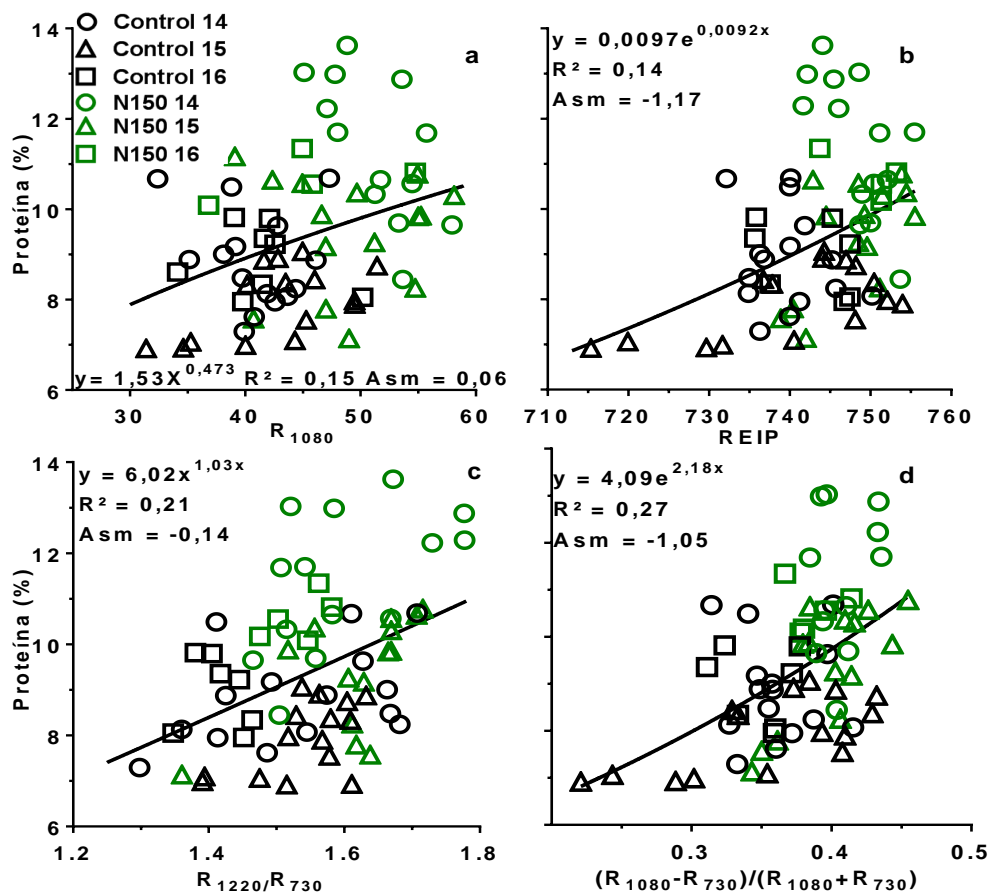 Control 14
Control 15
Control 16
N150 14
N150 15
N150 16
a
14
12
10
8
6
Proteína (%)
y= 1,53X^0,473 R² = 0,15 Asm = 0,06
30 40 50 60
R1080
y = 0,0097e^0,0092x
R² = 0,14
Asm = -1,17
b
710 720 730 740 750 760
REIP
y = 6,02x^1,03x
R² = 0,21
Asm = -0,14
c
14
12
10
8
6
Proteína (%)
1.2 1.4 1.6 1.8
R1220/R730
y = 4,09e^2,18x
R² = 0,27
Asm = -1,05
d
0.3 0.4 0.5
(R1080-R730)/(R1080+R730)